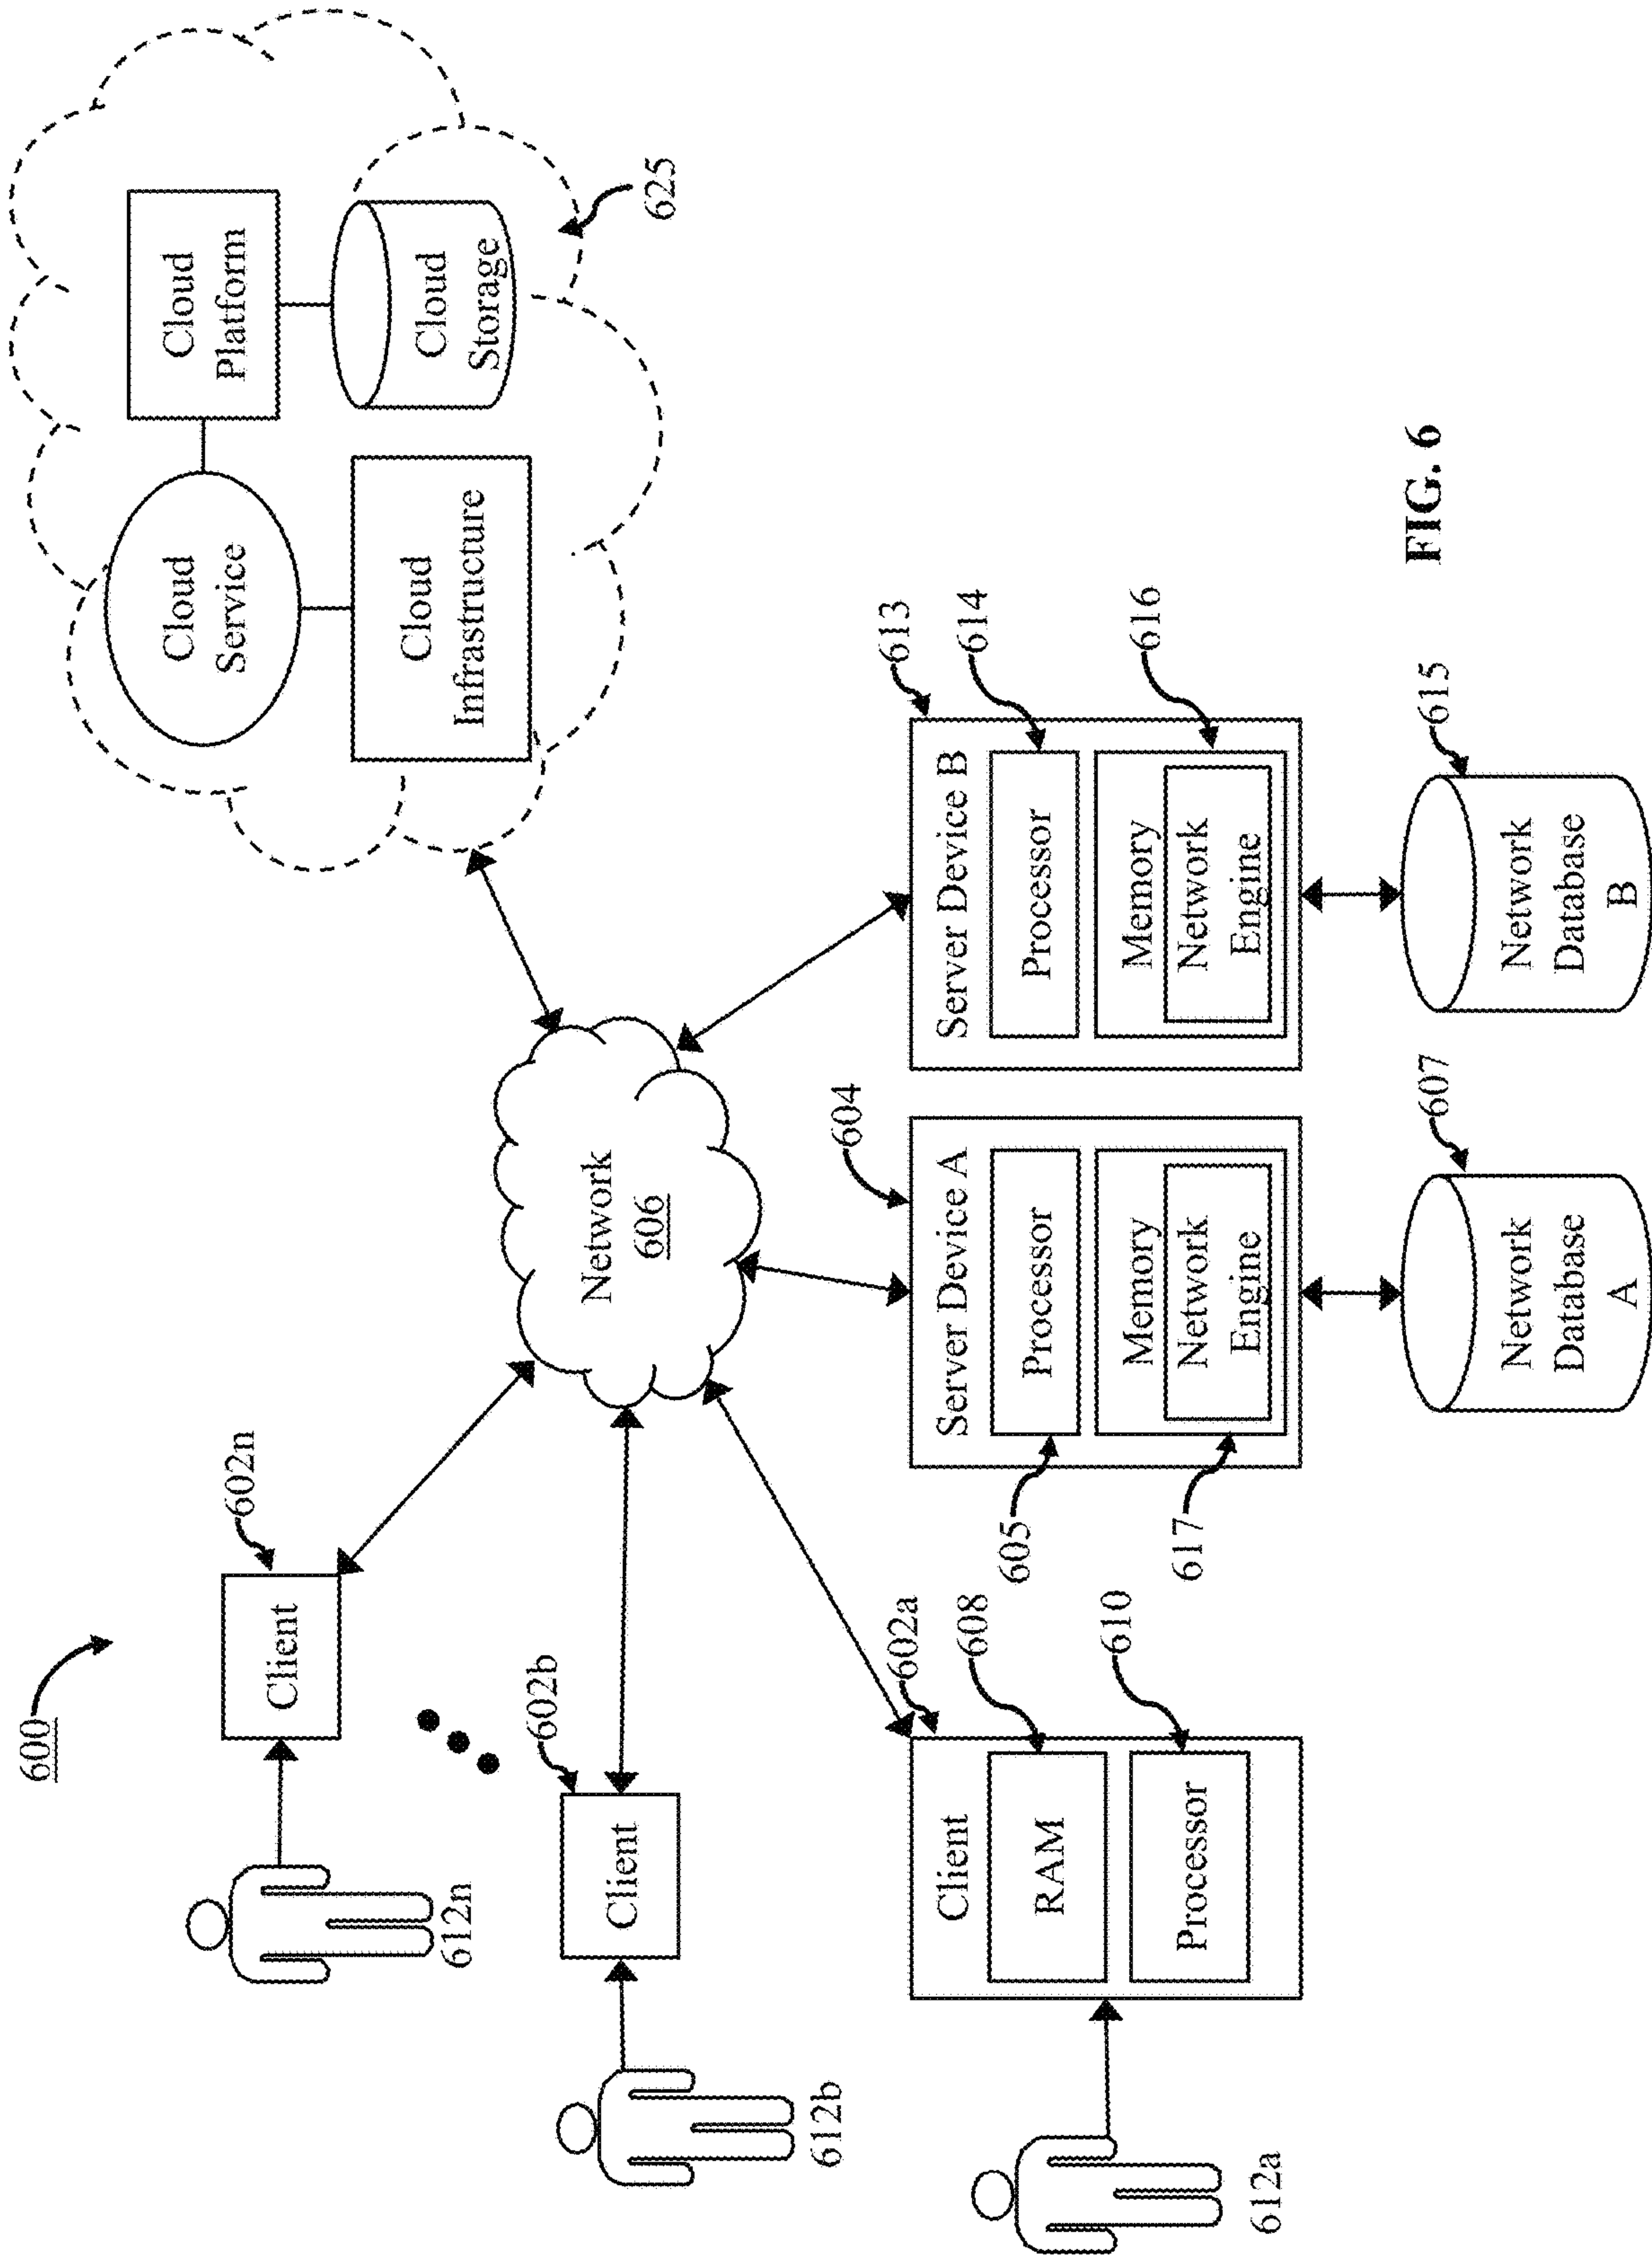 600
612n
Client
602n
612b
Client
602b
612a
Client
602a
RAM
608
Processor
610
Network
606
Cloud
Service
Cloud
Platform
Cloud
Infrastructure
Cloud
Storage
625
Server Device A
604
Processor
605
Memory
Network
Engine
617
Server Device B
613
Processor
614
Memory
Network
Engine
616
Network
Database
A
607
Network
Database
B
615
FIG. 6